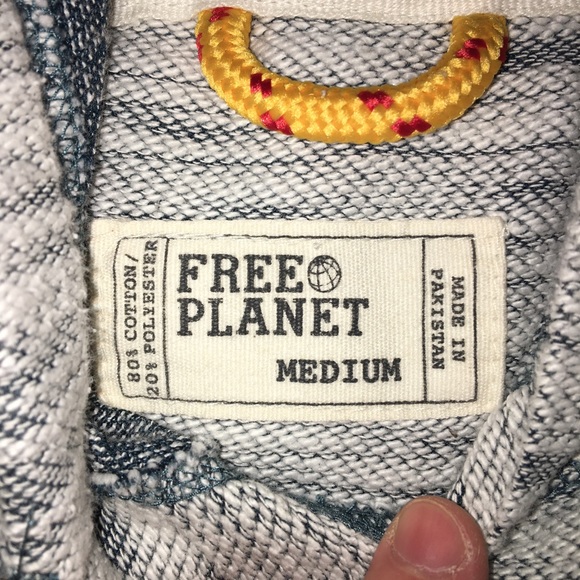 80% COTTON/
20% POLYESTER
FREE
PLANET
MEDIUM
MADE IN
PAKISTAN